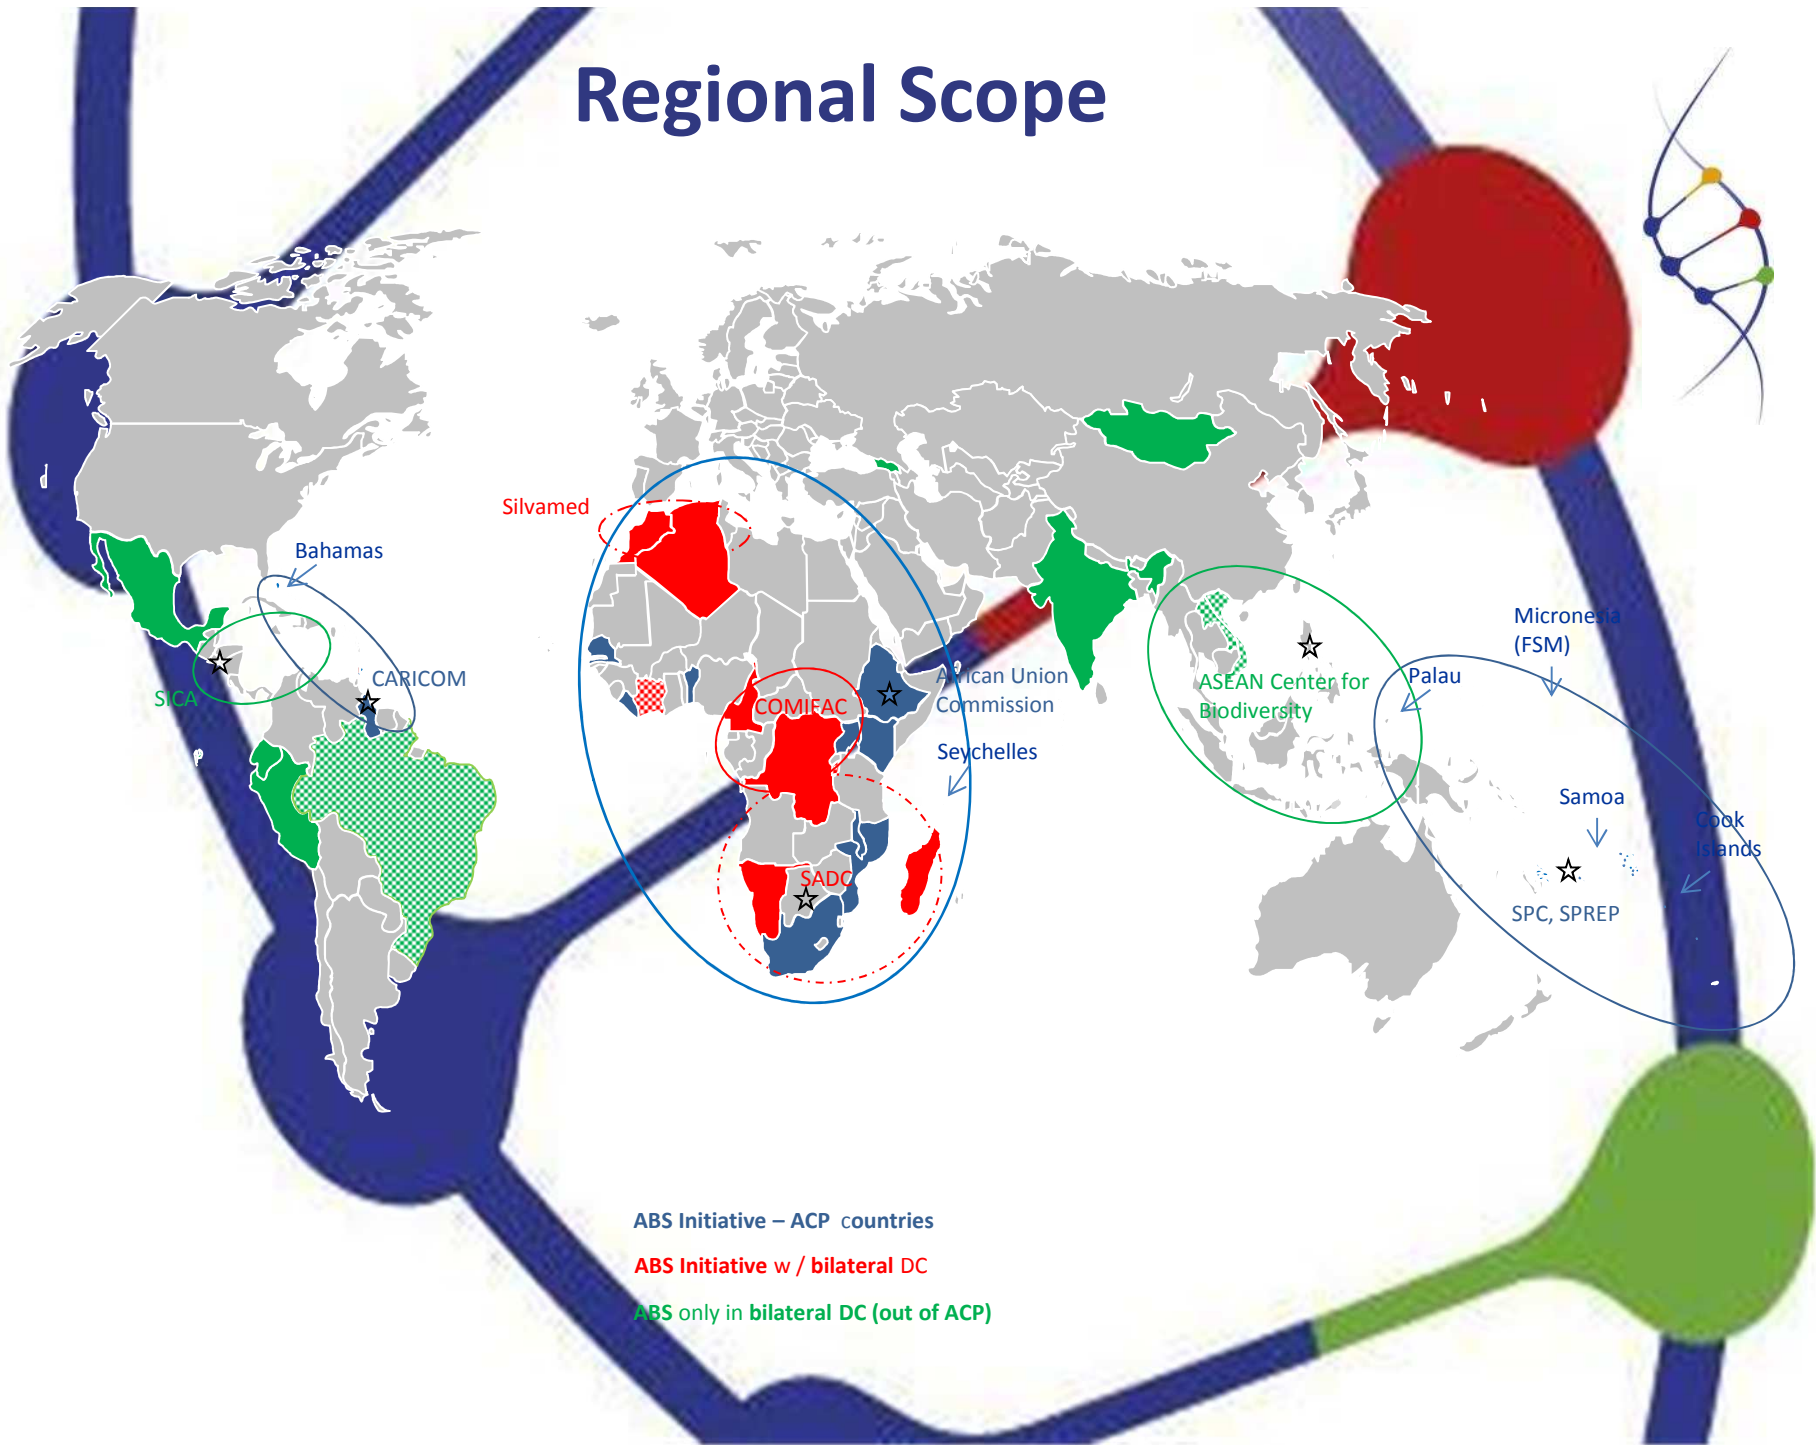 Regional Scope
Silvamed
Bahamas
CARICOM
SICA
COMIFAC
African Union
Commission
Seychelles
SADC
ASEAN Center for
Biodiversity
Micronesia
(FSM)
Palau
Samoa
Cook
Islands
SPC, SPREP
ABS Initiative – ACP countries
ABS Initiative w / bilateral DC
ABS only in bilateral DC (out of ACP)